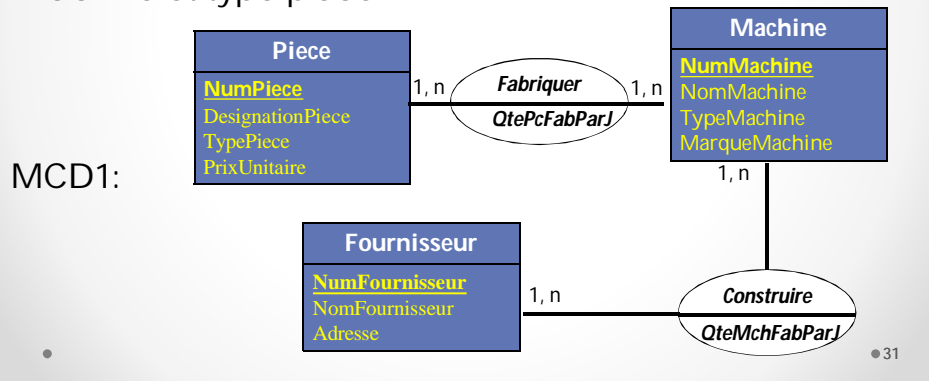 Piece
NumPiece
DesignationPiece
TypePiece
PrixUnitaire
1, n
Fabriquer
QtePcFabParJ
1, n
Machine
NumMachine
NomMachine
TypeMachine
MarqueMachine
1, n
MCD1:
Fournisseur
NumFournisseur
NomFournisseur
Adresse
1, n
Construire
QteMchFabParJ
31